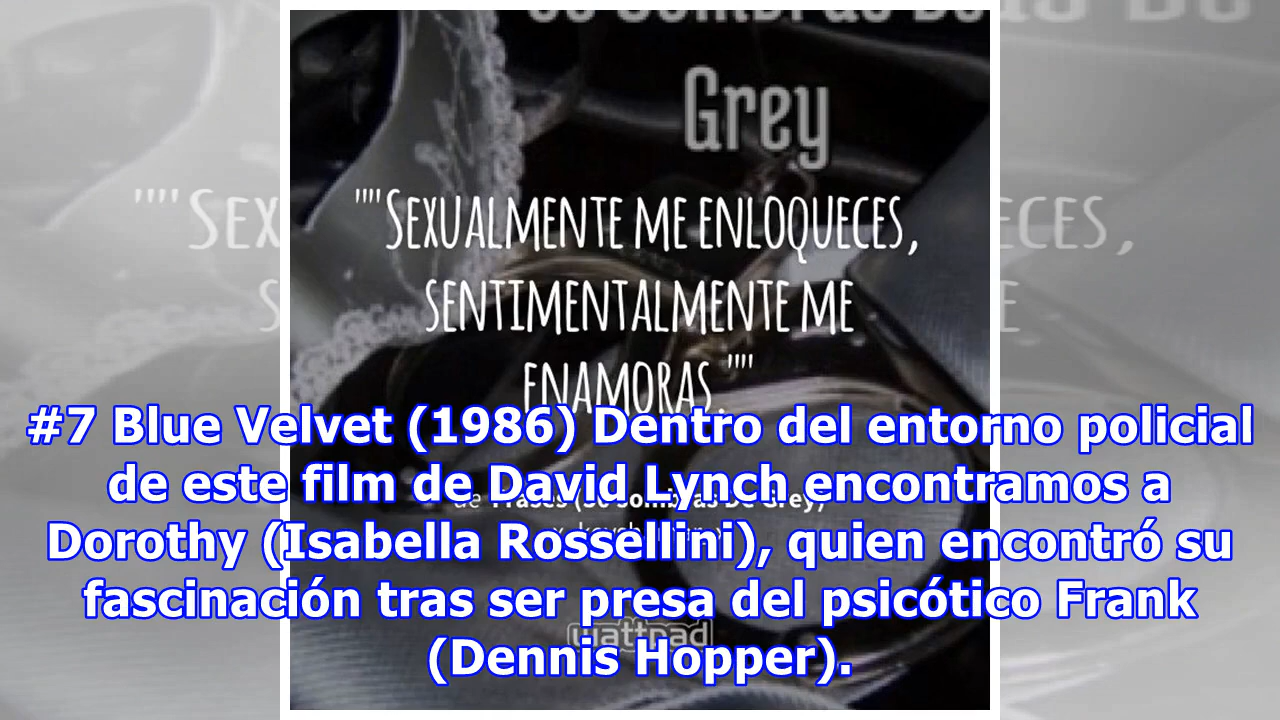 Grey
""Sexualmente me enloqueces,
sentimentalmente me
enamoras.""
#7 Blue Velvet (1986) Dentro del entorno policial
de este film de David Lynch encontramos a
Dorothy (Isabella Rossellini), quien encontró su
fascinación tras ser presa del psicótico Frank
(Dennis Hopper).
wattpad